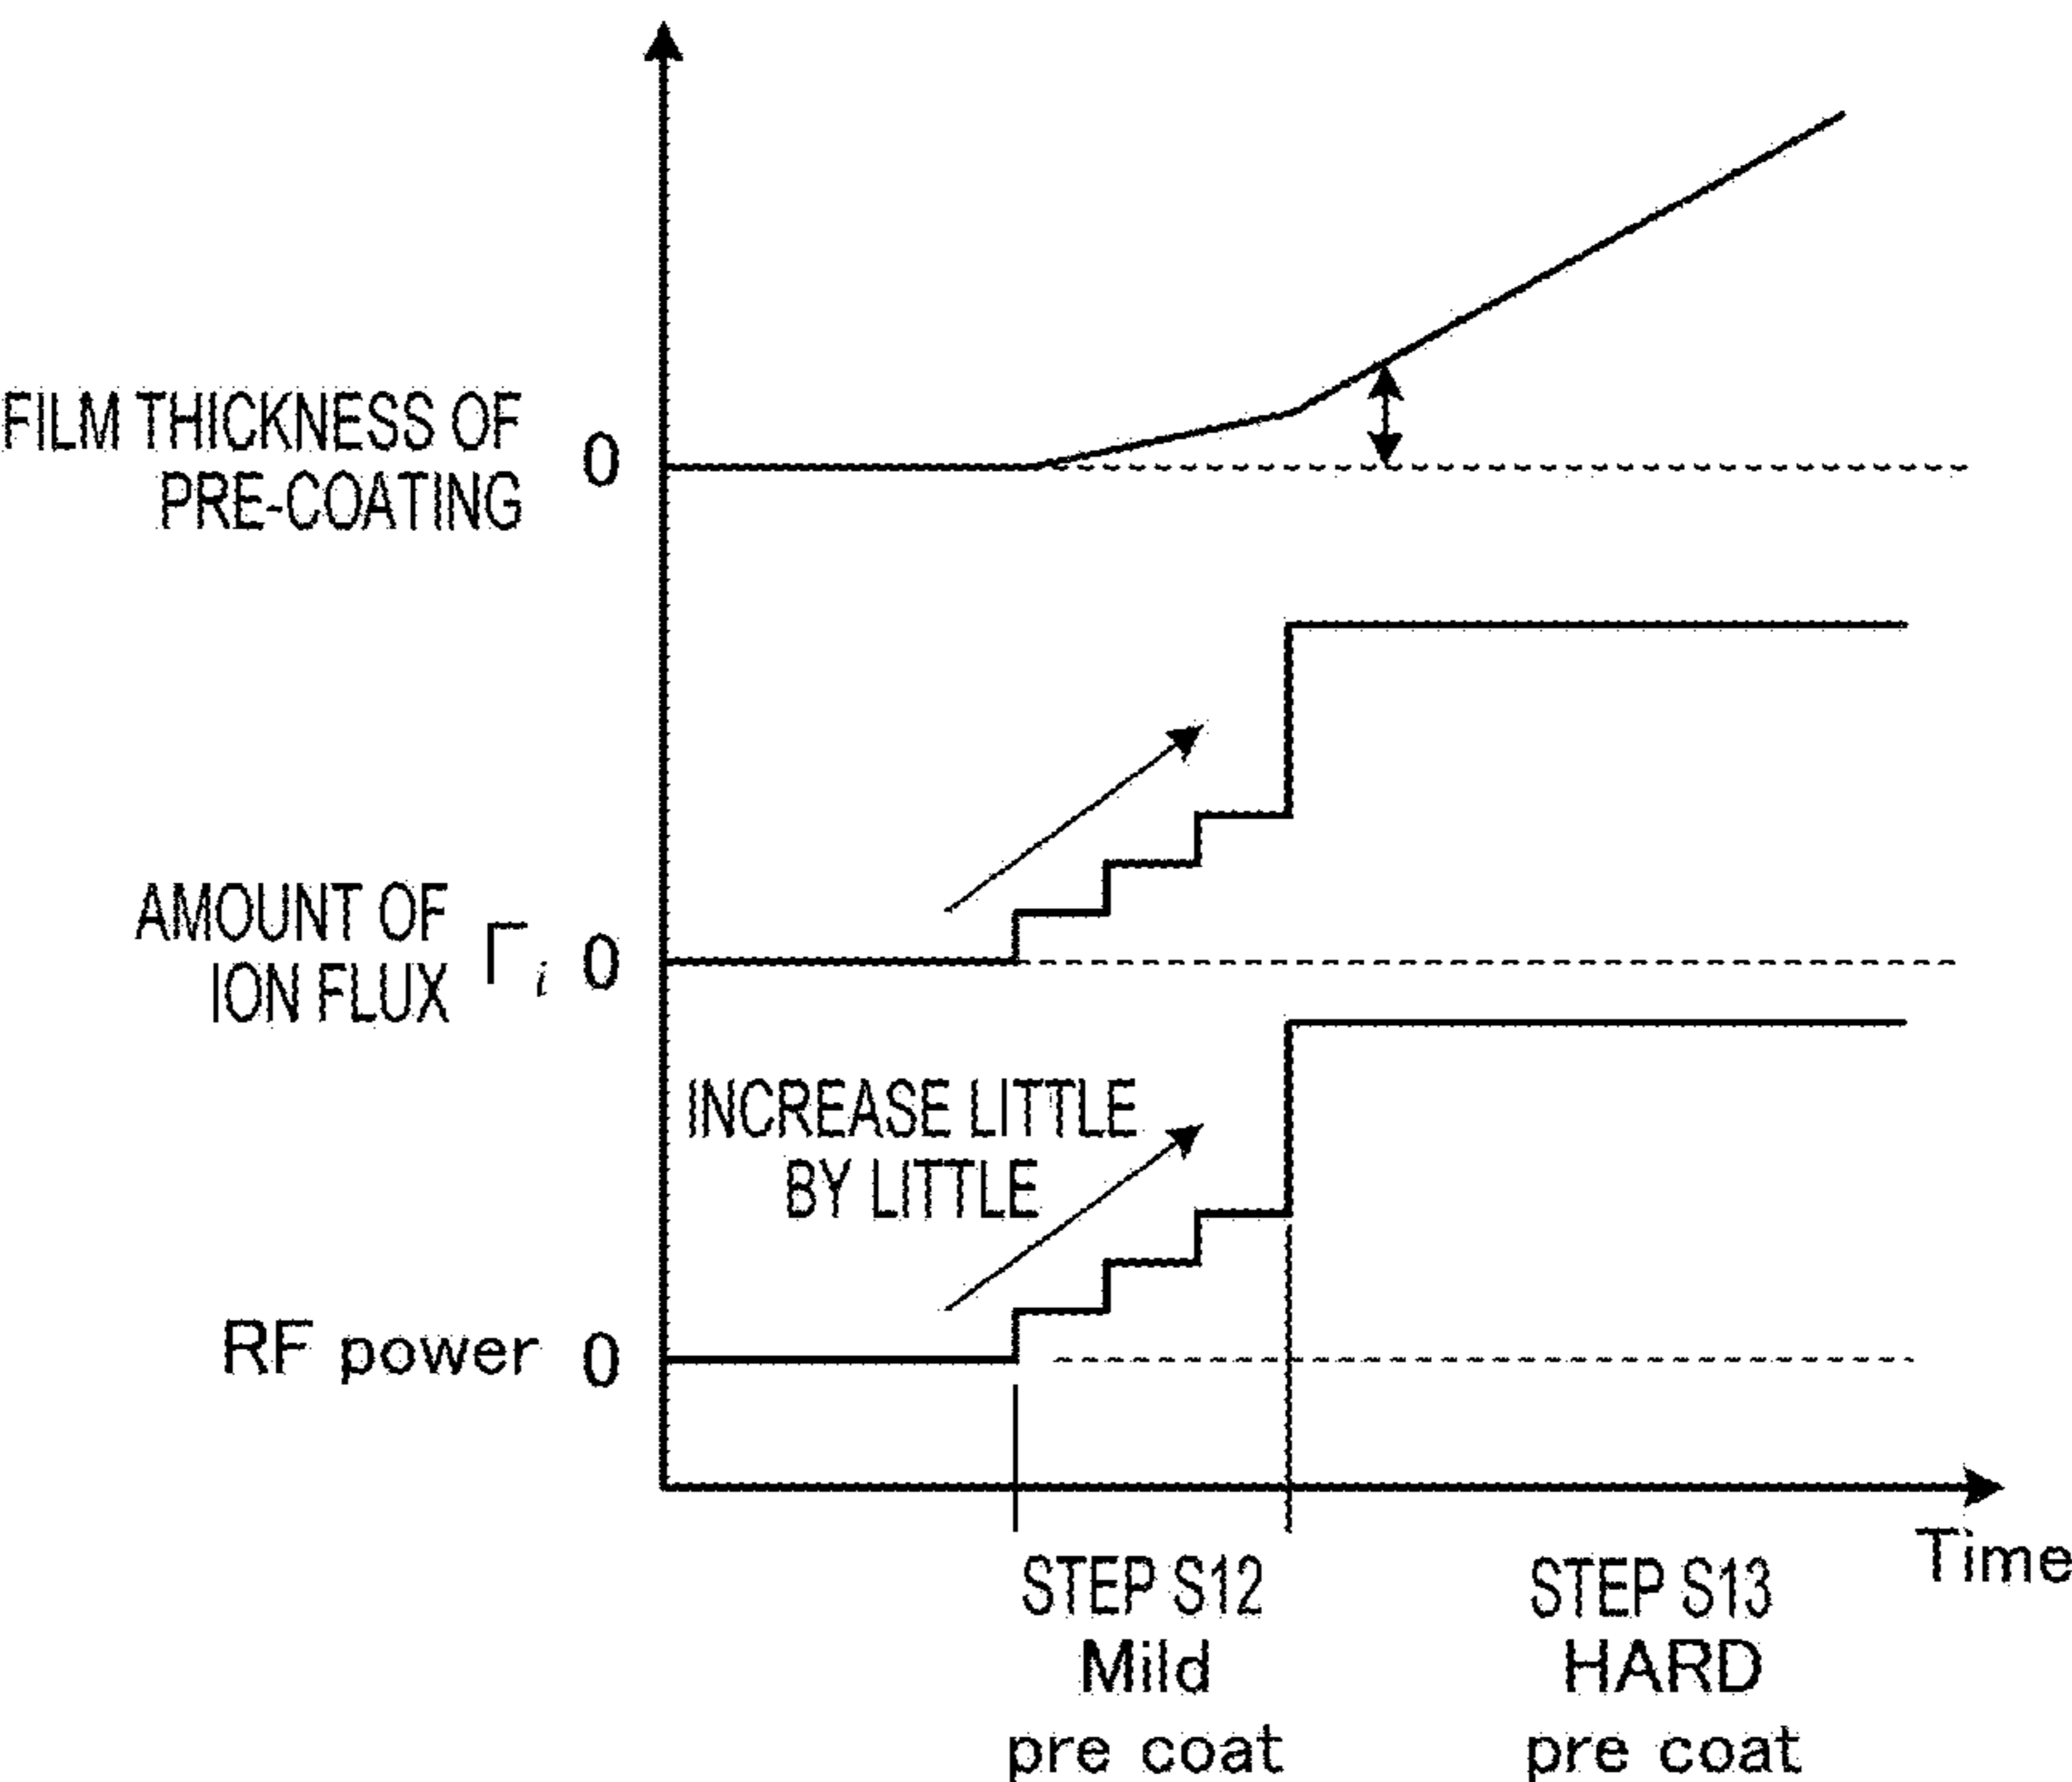 FILM THICKNESS OF
PRE-COATING
0
AMOUNT OF
ION FLUX
Γi 0
INCREASE LITTLE
BY LITTLE
RF power 0
Time
STEP S12
Mild
pre coat
STEP S13
HARD
pre coat